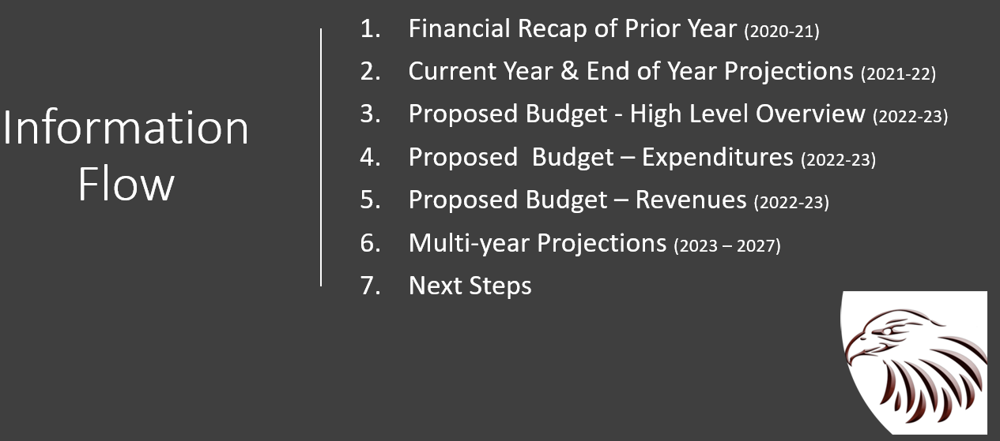 Information
Flow
1. Financial Recap of Prior Year (2020-21)
2. Current Year & End of Year Projections (2021-22)
3. Proposed Budget - High Level Overview (2022-23)
4. Proposed  Budget – Expenditures (2022-23)
5. Proposed Budget – Revenues (2022-23)
6. Multi-year Projections (2023 – 2027)
7. Next Steps